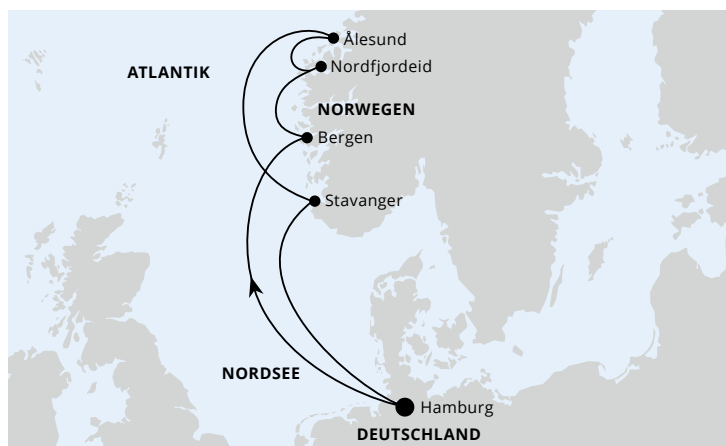 Ålesund
ATLANTIK
Nordfjordeid
NORWEGEN
Bergen
Stavanger
NORDSEE
Hamburg
DEUTSCHLAND